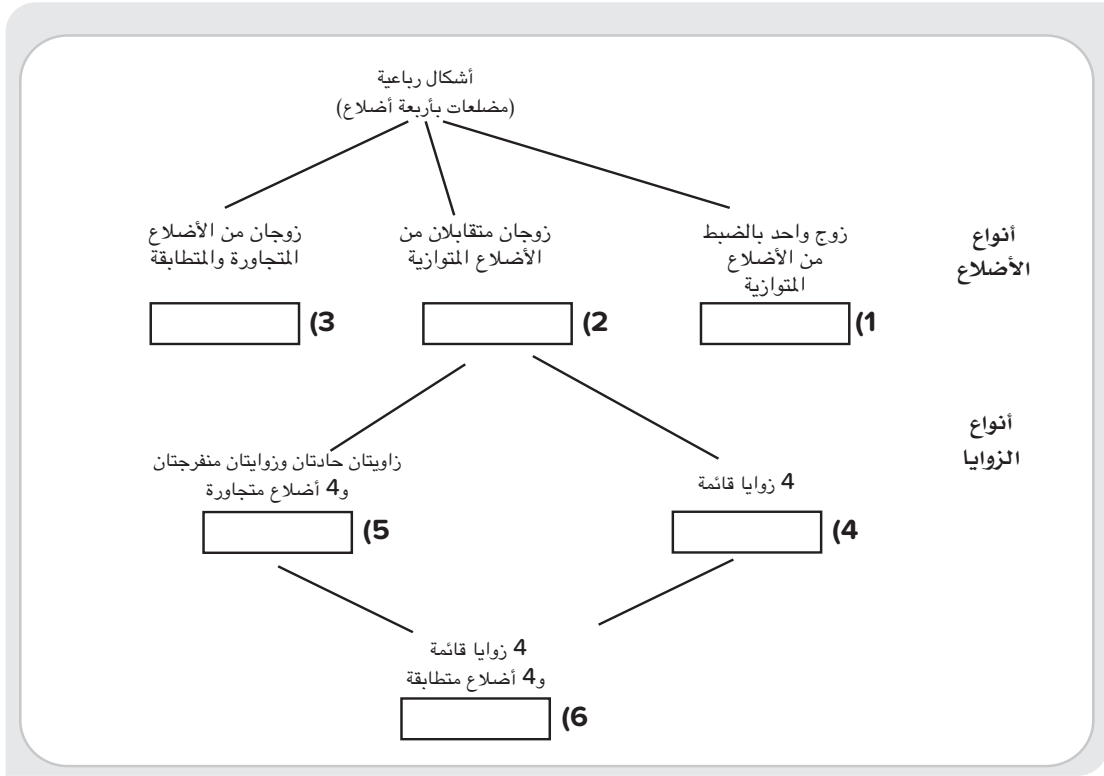 أشكال رباعية
(مضلعات بأربعة أضلاع)
أنواع
الأضلاع
زوج واحد بالضبط
من الأضلاع
المتوازية
(1
زوجان متقابلان من
الأضلاع المتوازية
(2
زوجان من الأضلاع
المتجاورة والمتطابقة
(3
أنواع
الزوايا
4 زوايا قائمة
(4
زاويتان حادتان وزوايتان منفرجتان
و4 أضلاع متجاورة
(5
4 زوايا قائمة
و4 أضلاع متطابقة
(6